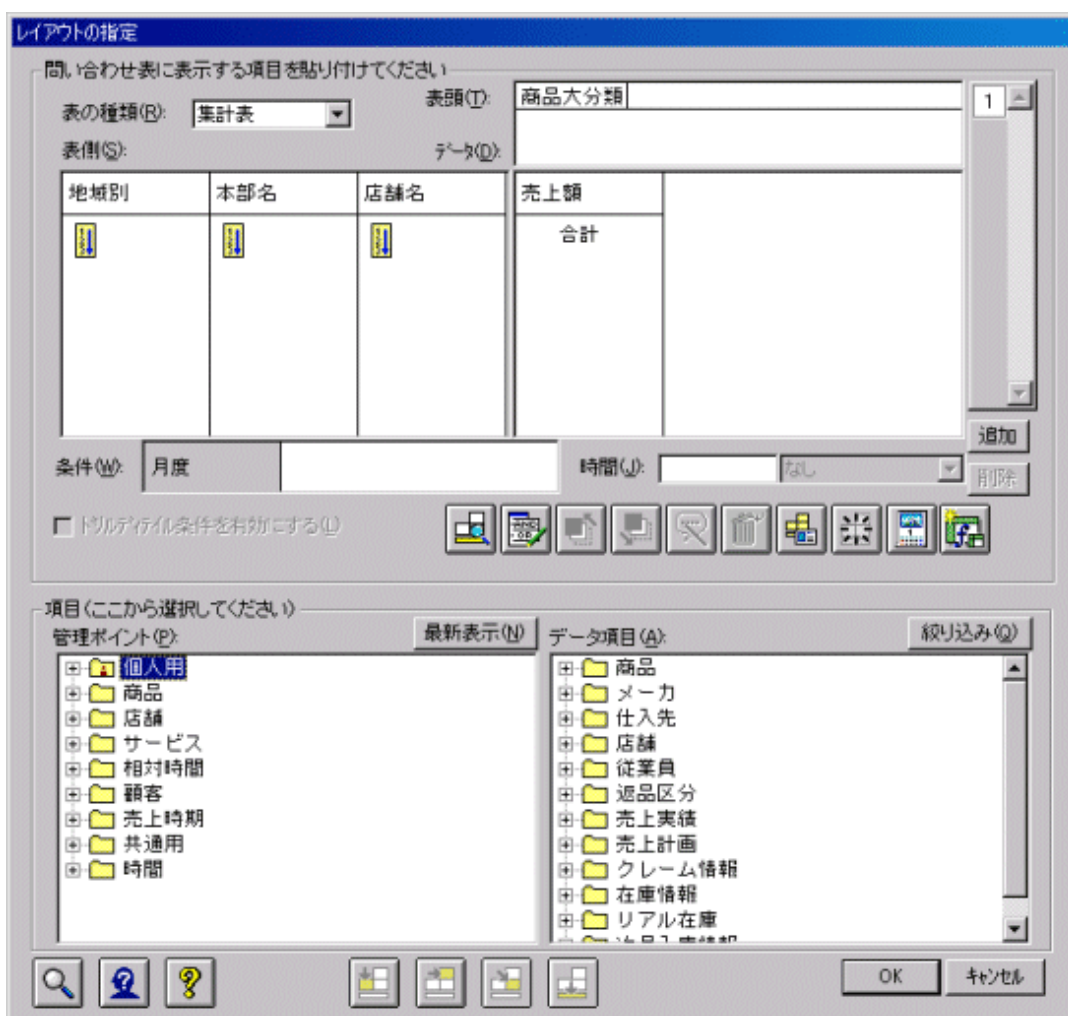 レイアウトの指定
問い合わせ表に表示する項目を貼り付けてください
表の種類(R): 集計表
表頭(T): 商品大分類
1
表側(S):
データ(D):
地域別 本部名 店舗名 売上額
合計
追加
条件(W): 月度
時間(J): なし
削除
ドリルディテイル条件を有効にする(L)
項目(ここから選択してください)
管理ポイント(P): 最新表示(N)
データ項目(A): 絞り込み(Q)
個人用
商品
店舗
サービス
相対時間
顧客
売上時期
共通用
時間
商品
メーカ
仕入先
店舗
従業員
返品区分
売上実績
売上計画
クレーム情報
在庫情報
リアル在庫
OK キャンセル